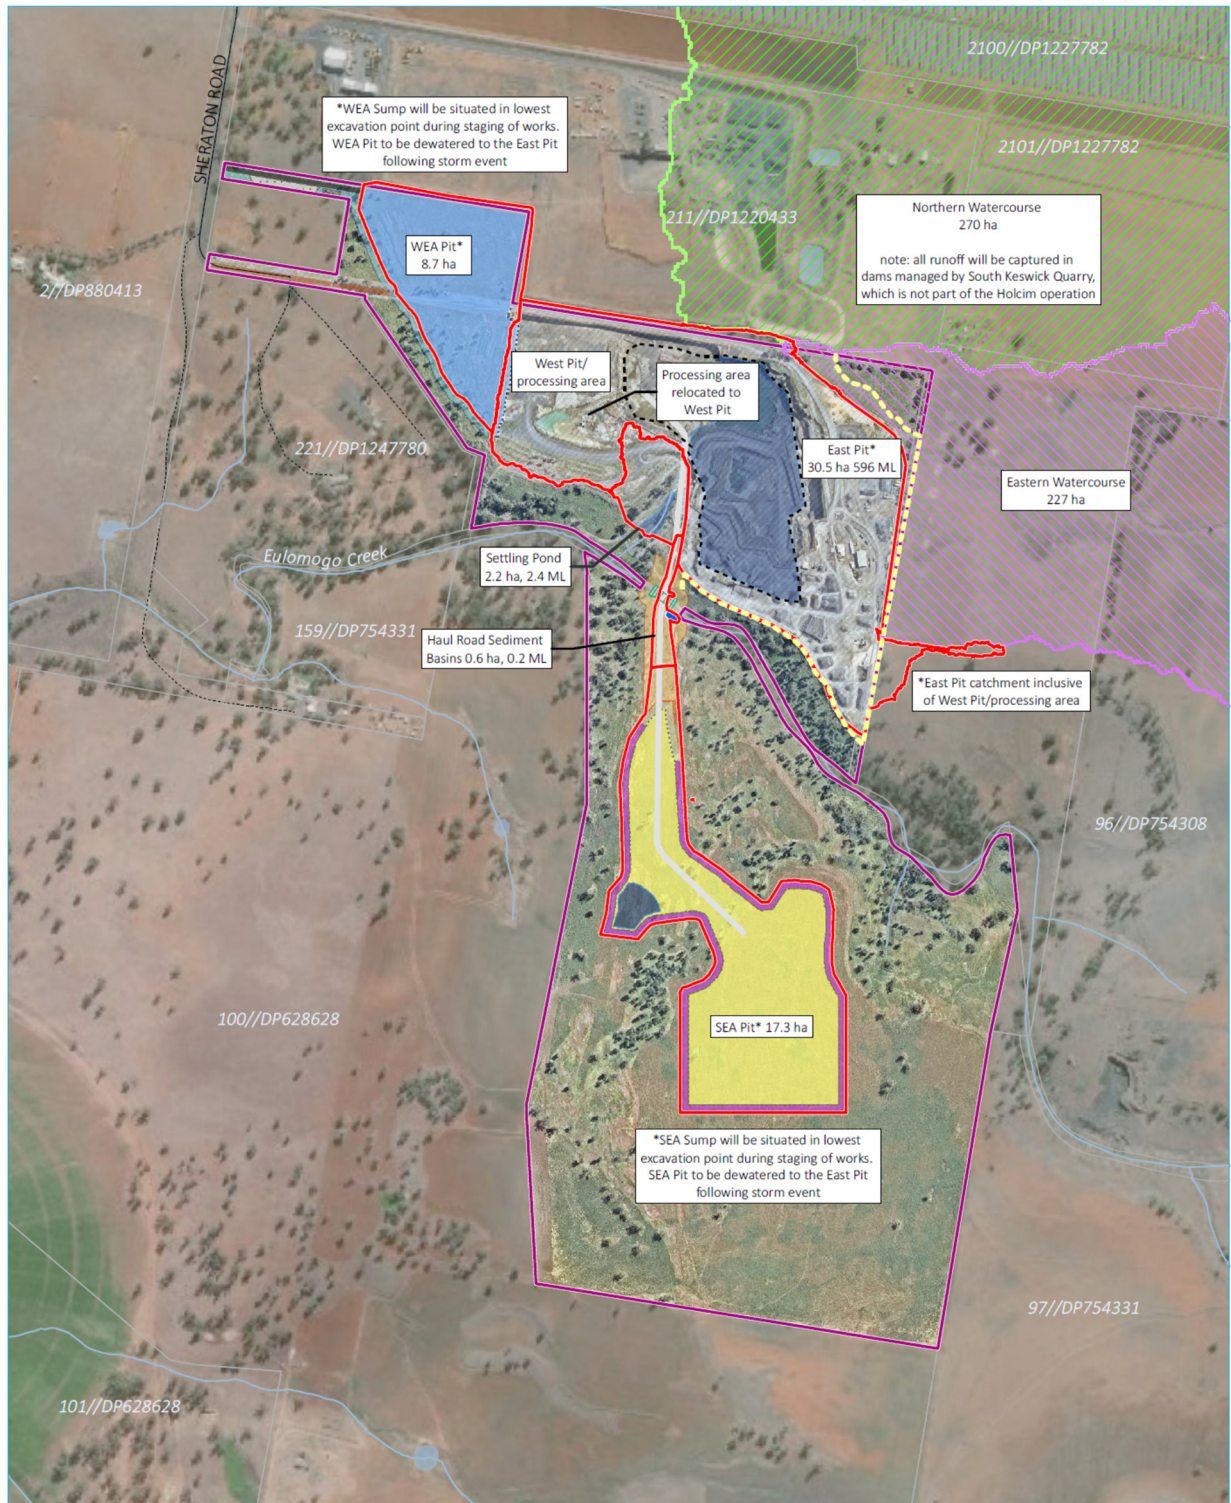 2100//DP1227782
SHERATON ROAD
*WEA Sump will be situated in lowest
excavation point during staging of works.
WEA Pit to be dewatered to the East Pit
following storm event
2101//DP1227782
211//DP1220433
Northern Watercourse
270 ha
note: all runoff will be captured in
dams managed by South Keswick Quarry,
which is not part of the Holcim operation
WEA Pit*
8.7 ha
2//DP880413
West Pit/
processing area
Processing area
relocated to
West Pit
221//DP1247780
East Pit*
30.5 ha 596 ML
Eastern Watercourse
227 ha
Eulomogo Creek
Settling Pond
2.2 ha, 2.4 ML
159//DP754331
Haul Road Sediment
Basins 0.6 ha, 0.2 ML
*East Pit catchment inclusive
of West Pit/processing area
96//DP754308
100//DP628628
SEA Pit* 17.3 ha
*SEA Sump will be situated in lowest
excavation point during staging of works.
SEA Pit to be dewatered to the East Pit
following storm event
97//DP754331
101//DP628628